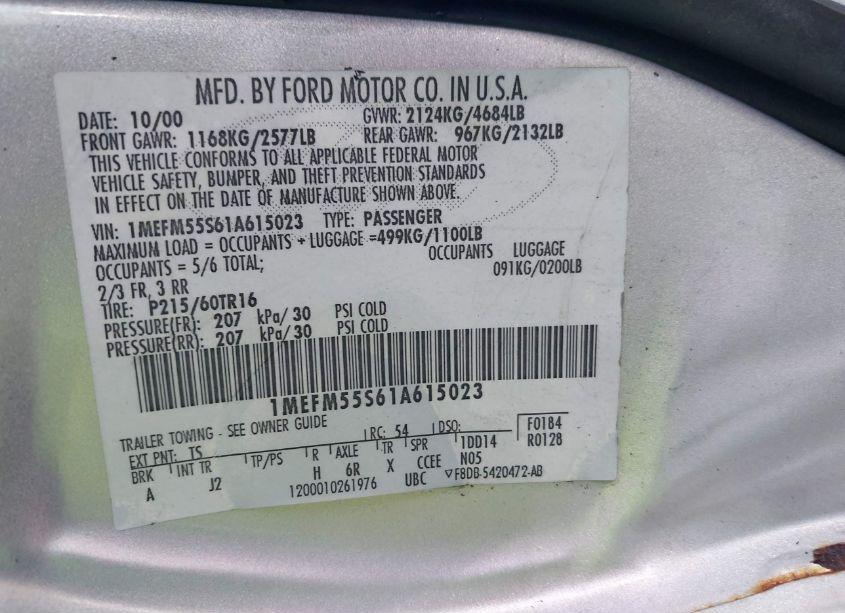 MFD. BY FORD MOTOR CO. IN U.S.A.
DATE: 10/00 GVWR: 2124KG/4684LB
FRONT GAWR: 1168KG/2577LB REAR GAWR: 967KG/2132LB
THIS VEHICLE CONFORMS TO ALL APPLICABLE FEDERAL MOTOR
VEHICLE SAFETY, BUMPER, AND THEFT PREVENTION STANDARDS
IN EFFECT ON THE DATE OF MANUFACTURE SHOWN ABOVE.
VIN: 1MEFM55S61A615023 TYPE: PASSENGER
MAXIMUM LOAD = OCCUPANTS + LUGGAGE =499KG/1100LB
OCCUPANTS = 5/6 TOTAL; OCCUPANTS LUGGAGE
2/3 FR, 3 RR 091KG/0200LB
TIRE: P215/60TR16
PRESSURE(FR): 207 kPa/ 30 PSI COLD
PRESSURE(RR): 207 kPa/ 30 PSI COLD
1MEFM55S61A615023
TRAILER TOWING - SEE OWNER GUIDE
EXT PNT: TS RC: 54 DSO: F0184
BRK INT TR TP/PS R AXLE TR SPR 1DD14 R0128
A J2 H 6R X CCEE N05
1200010261976 UBC ▽F8DB-5420472-AB